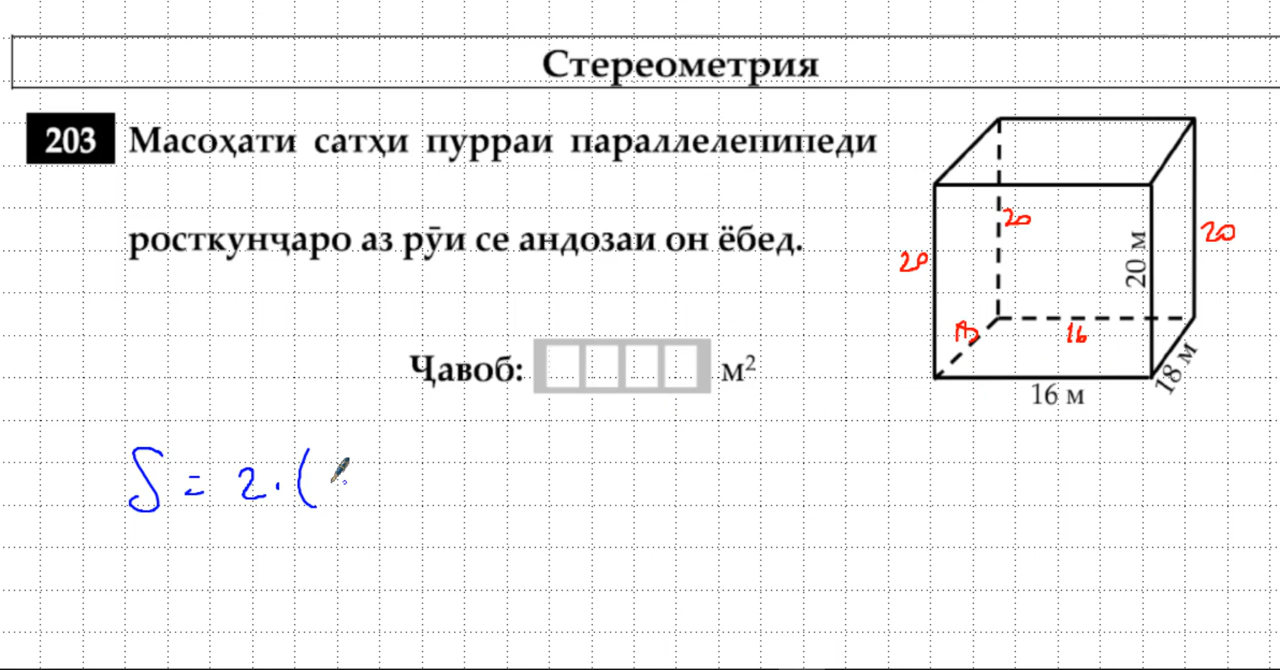 Стереометрия
203 Масоҳати сатҳи пурраи параллелепипеди
росткунҷаро аз рӯи се андозаи он ёбед.
Ҷавоб: м²
20
20
20
20 м
16
18 м
16 м
S = 2 · (